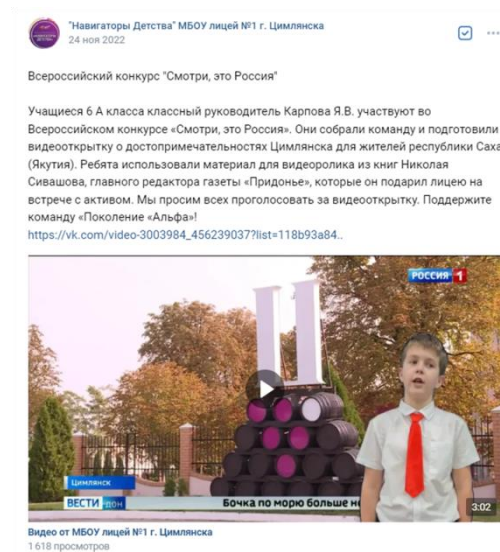 "Навигаторы Детства" МБОУ лицей №1 г. Цимлянска
24 ноя 2022
Всероссийский конкурс "Смотри, это Россия"
Учащиеся 6 А класса классный руководитель Карпова Я.В. участвуют во
Всероссийском конкурсе «Смотри, это Россия». Они собрали команду и подготовили
видеооткрытку о достопримечательностях Цимлянска для жителей республики Саха
(Якутия). Ребята использовали материал для видеоролика из книг Николая
Сивашова, главного редактора газеты «Придонье», которые он подарил лицею на
встрече с активом. Мы просим всех проголосовать за видеооткрытку. Поддержите
команду «Поколение «Альфа»!
https://vk.com/video-3003984_456239037?list=118b93a84..
РОССИЯ 1
Цимлянск
ВЕСТИ ДОН
Бочка по морю больше не
3:02
Видео от МБОУ лицей №1 г. Цимлянска
1 618 просмотров